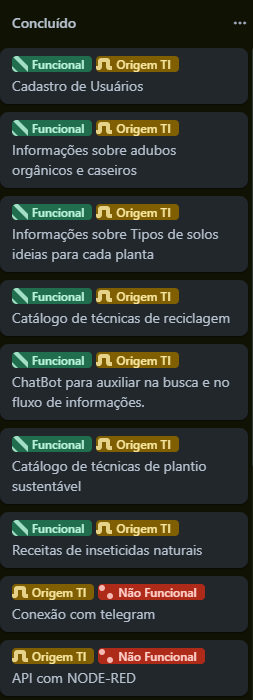 Concluído
Funcional Origem TI
Cadastro de Usuários
Funcional Origem TI
Informações sobre adubos
orgânicos e caseiros
Funcional Origem TI
Informações sobre Tipos de solos
ideias para cada planta
Funcional Origem TI
Catálogo de técnicas de reciclagem
Funcional Origem TI
ChatBot para auxiliar na busca e no
fluxo de informações.
Funcional Origem TI
Catálogo de técnicas de plantio
sustentável
Funcional Origem TI
Receitas de inseticidas naturais
Origem TI Não Funcional
Conexão com telegram
Origem TI Não Funcional
API com NODE-RED